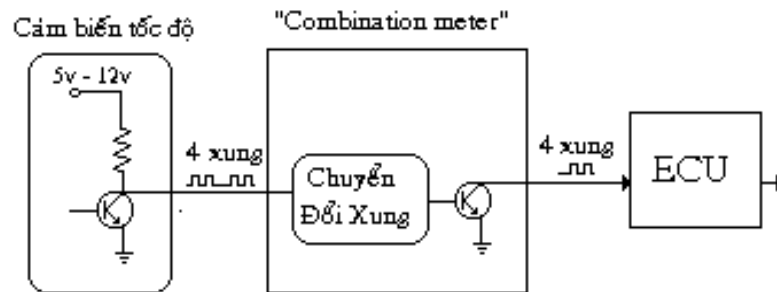 Cảm biến tốc độ
"Combination meter"
5v - 12v
4 xung
Chuyển
Đổi Xung
4 xung
ECU